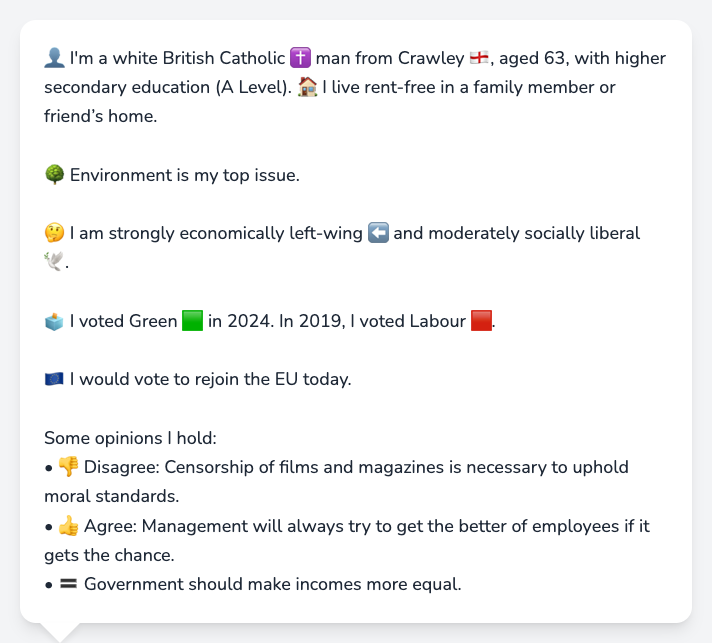 👤 I'm a white British Catholic ✝️ man from Crawley 🏴󠁧󠁢󠁥󠁮󠁧󠁿, aged 63, with higher
secondary education (A Level). 🏠 I live rent-free in a family member or
friend’s home.
🌳 Environment is my top issue.
🤔 I am strongly economically left-wing ⬅️ and moderately socially liberal
🕊️.
🗳️ I voted Green 🟩 in 2024. In 2019, I voted Labour 🟥.
🇪🇺 I would vote to rejoin the EU today.
Some opinions I hold:
• 👎 Disagree: Censorship of films and magazines is necessary to uphold
moral standards.
• 👍 Agree: Management will always try to get the better of employees if it
gets the chance.
• 🟰 Government should make incomes more equal.